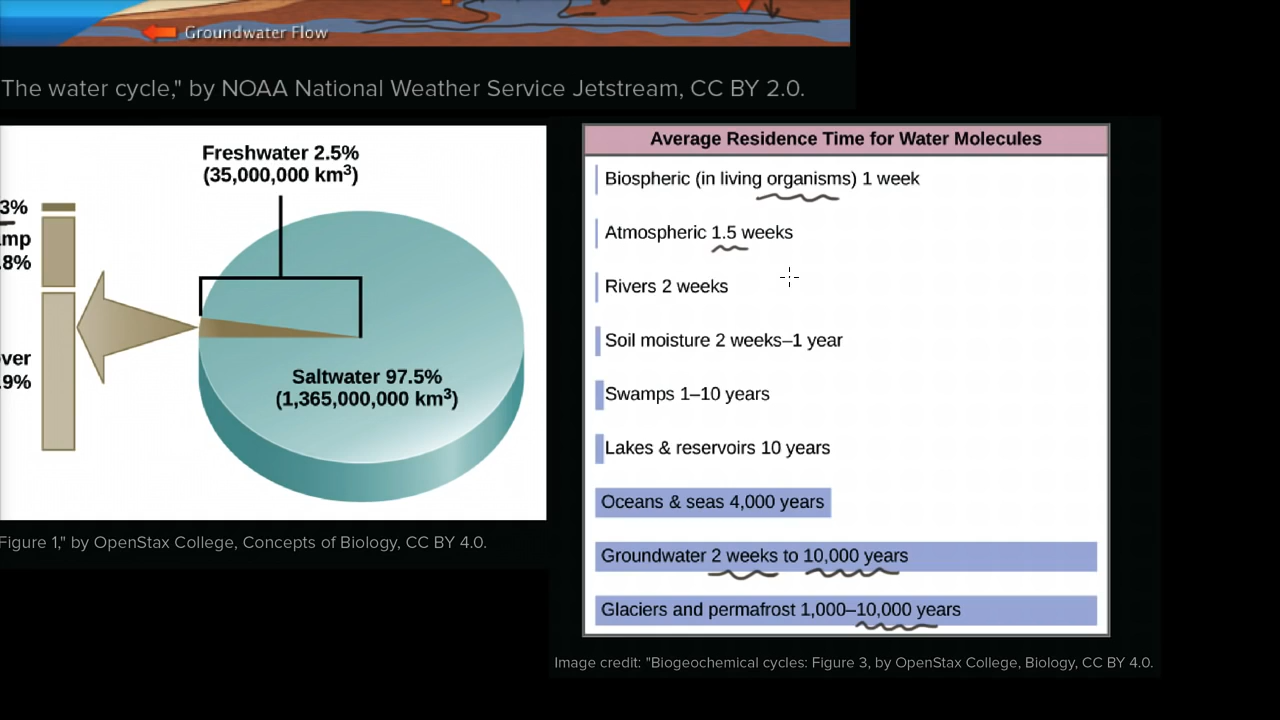 Groundwater Flow
The water cycle," by NOAA National Weather Service Jetstream, CC BY 2.0.
Freshwater 2.5%
(35,000,000 km³)
3%
amp
.8%
over
.9%
Saltwater 97.5%
(1,365,000,000 km³)
Figure 1," by OpenStax College, Concepts of Biology, CC BY 4.0.
Average Residence Time for Water Molecules
Biospheric (in living organisms) 1 week
Atmospheric 1.5 weeks
Rivers 2 weeks
Soil moisture 2 weeks–1 year
Swamps 1–10 years
Lakes & reservoirs 10 years
Oceans & seas 4,000 years
Groundwater 2 weeks to 10,000 years
Glaciers and permafrost 1,000–10,000 years
Image credit: "Biogeochemical cycles: Figure 3, by OpenStax College, Biology, CC BY 4.0.